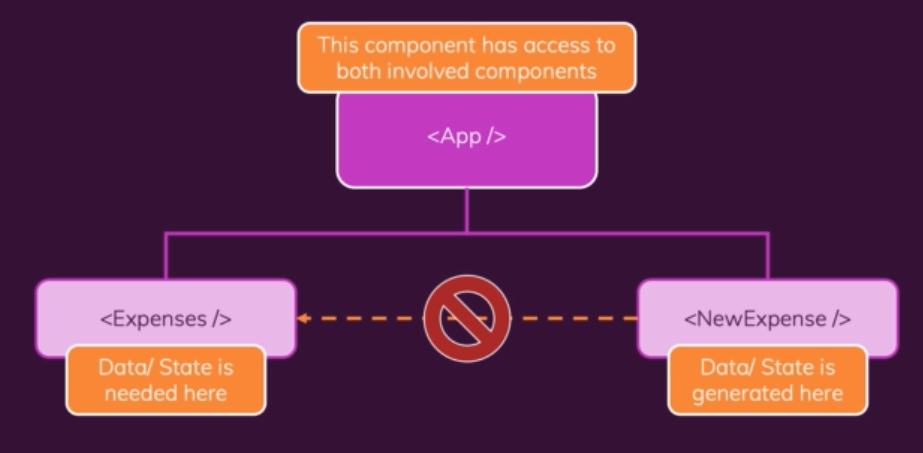 This component has access to
both involved components
<App />
<Expenses />
<NewExpense />
Data/ State is
needed here
Data/ State is
generated here